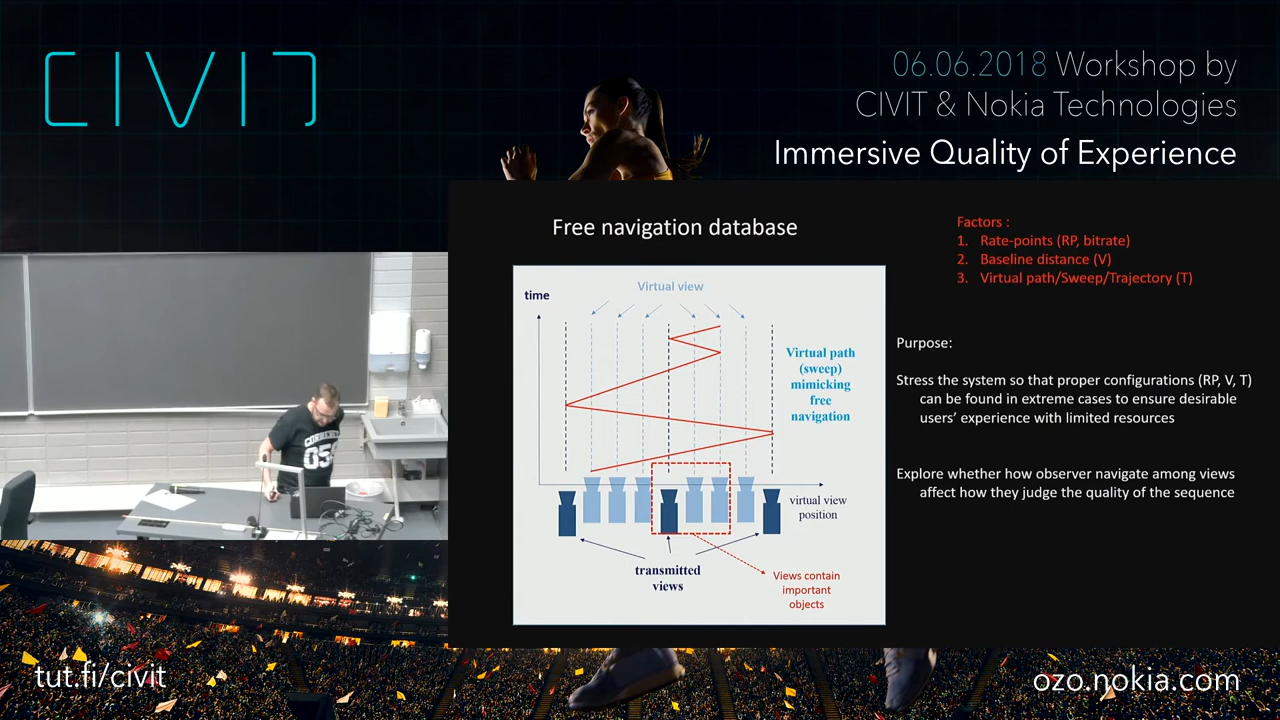 CIVIT
06.06.2018 Workshop by
CIVIT & Nokia Technologies
Immersive Quality of Experience
Free navigation database
Factors :
1. Rate-points (RP, bitrate)
2. Baseline distance (V)
3. Virtual path/Sweep/Trajectory (T)
time
Virtual view
Virtual path
(sweep)
mimicking
free
navigation
virtual view
position
transmitted
views
Views contain
important
objects
Purpose:
Stress the system so that proper configurations (RP, V, T)
can be found in extreme cases to ensure desirable
users’ experience with limited resources
Explore whether how observer navigate among views
affect how they judge the quality of the sequence
05
tut.fi/civit
ozo.nokia.com